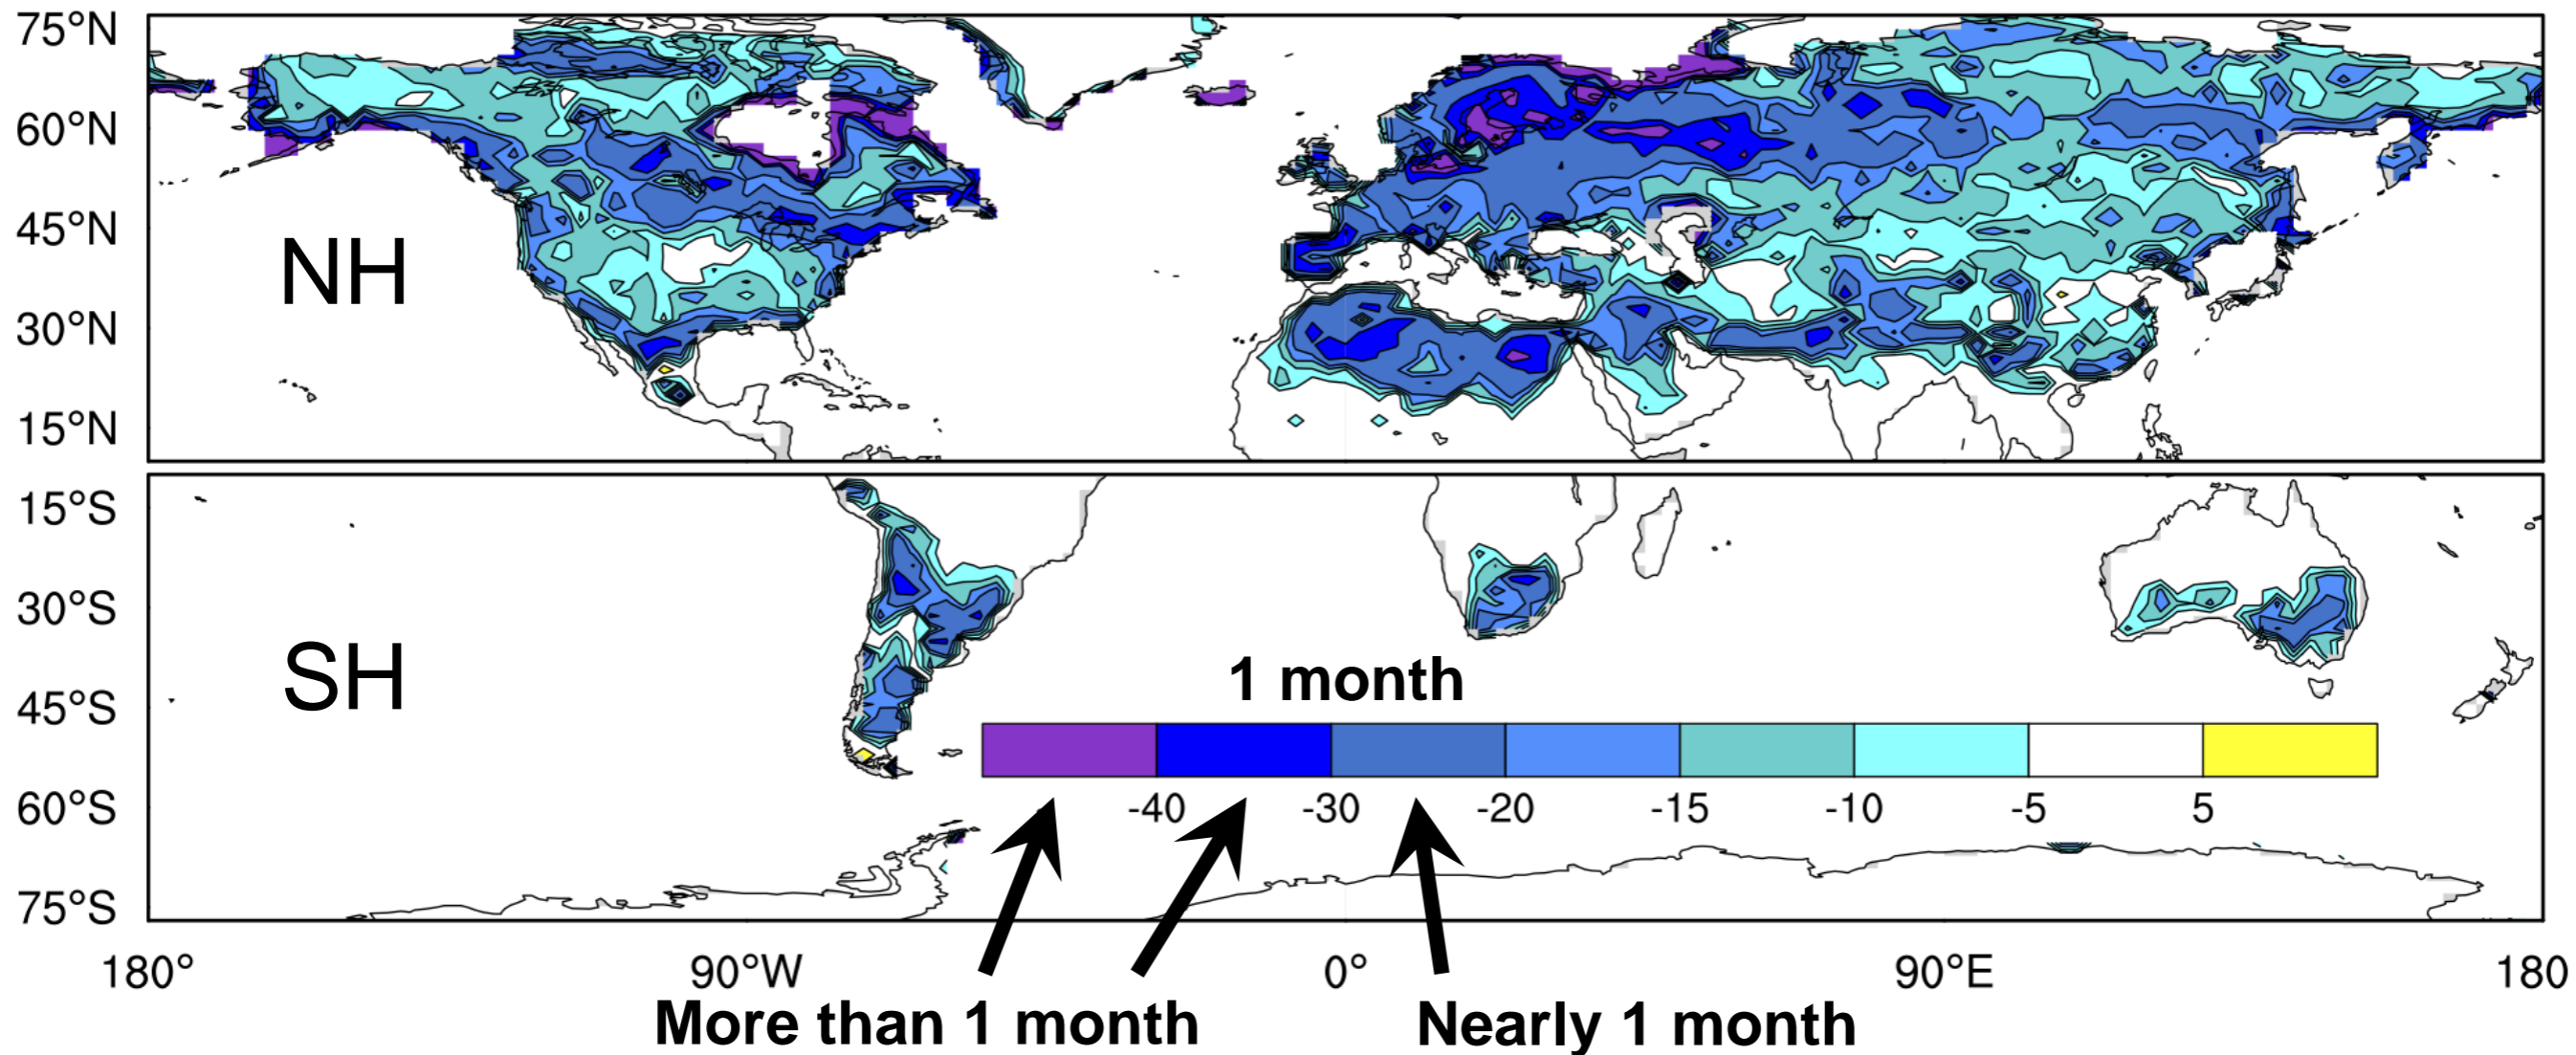 75°N
60°N
45°N
30°N
15°N
NH
15°S
30°S
45°S
60°S
75°S
SH
1 month
-40 -30 -20 -15 -10 -5 5
180° 90°W 0° 90°E 180
More than 1 month Nearly 1 month